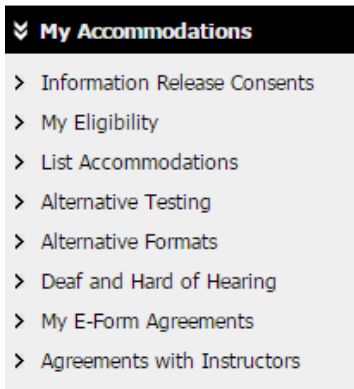 My Accommodations
Information Release Consents
My Eligibility
List Accommodations
Alternative Testing
Alternative Formats
Deaf and Hard of Hearing
My E-Form Agreements
Agreements with Instructors